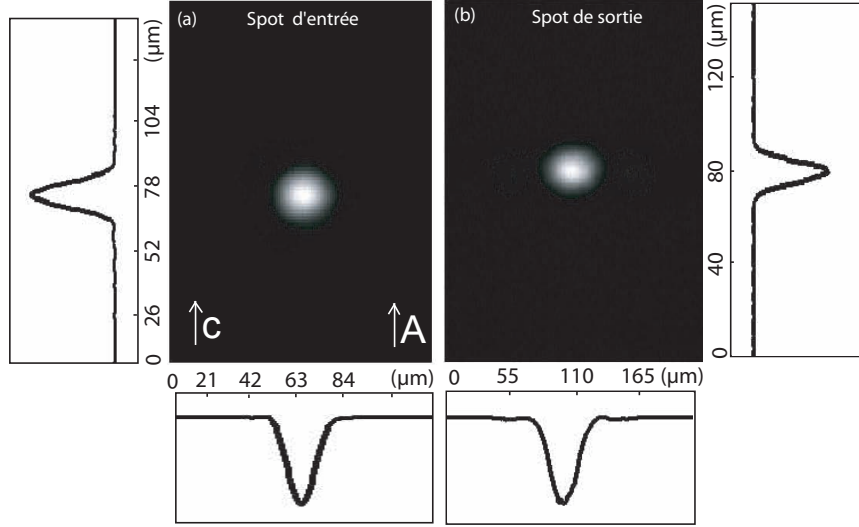 (a) Spot d'entrée
(b) Spot de sortie
(µm)
104
78
52
26
0
c
A
(µm)
120
80
40
0
0 21 42 63 84 (µm)
0 55 110 165 (µm)